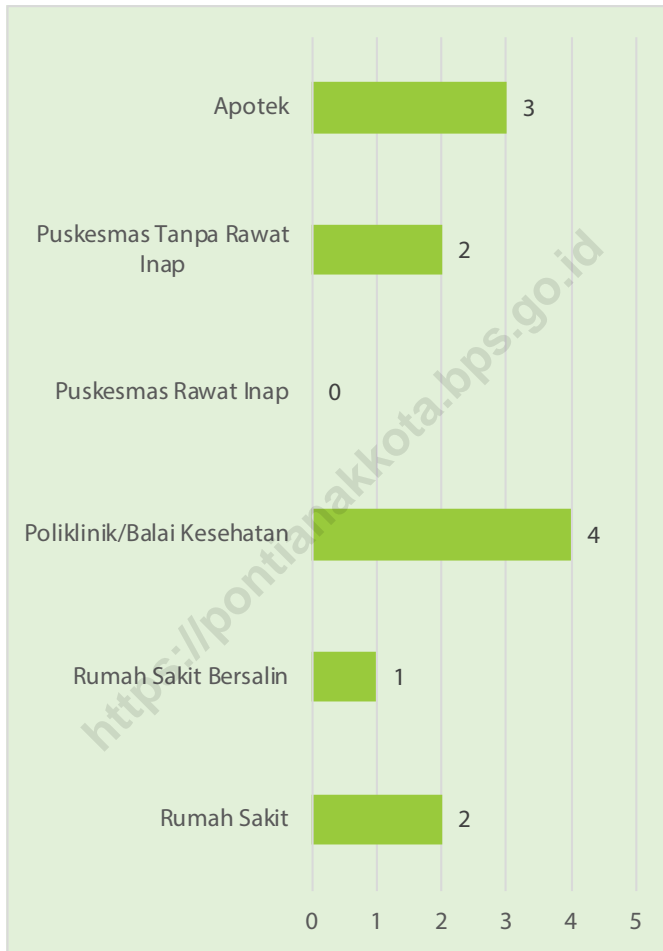 Apotek
3
Puskesmas Tanpa Rawat
Inap
2
Puskesmas Rawat Inap
0
Poliklinik/Balai Kesehatan
4
Rumah Sakit Bersalin
1
Rumah Sakit
2
0 1 2 3 4 5
https://pontianakkota.bps.go.id